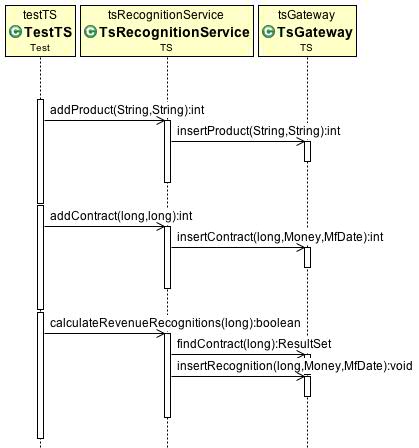 testTS
tsRecognitionService
tsGateway
C TestTS
C TsRecognitionService
C TsGateway
Test
TS
TS
addProduct(String,String):int
insertProduct(String,String):int
addContract(long,long):int
insertContract(long,Money,MfDate):int
calculateRevenueRecognitions(long):boolean
findContract(long):ResultSet
insertRecognition(long,Money,MfDate):void